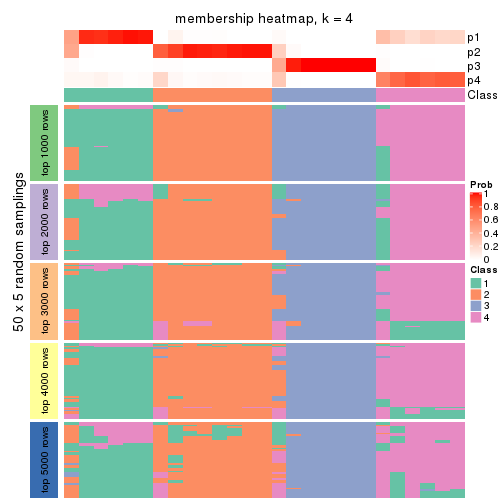 membership heatmap, k = 4
p1
p2
p3
p4
Class
50 x 5 random samplings
top 1000 rows
top 2000 rows
top 3000 rows
top 4000 rows
top 5000 rows
Prob
1
0.8
0.6
0.4
0.2
0
Class
1
2
3
4